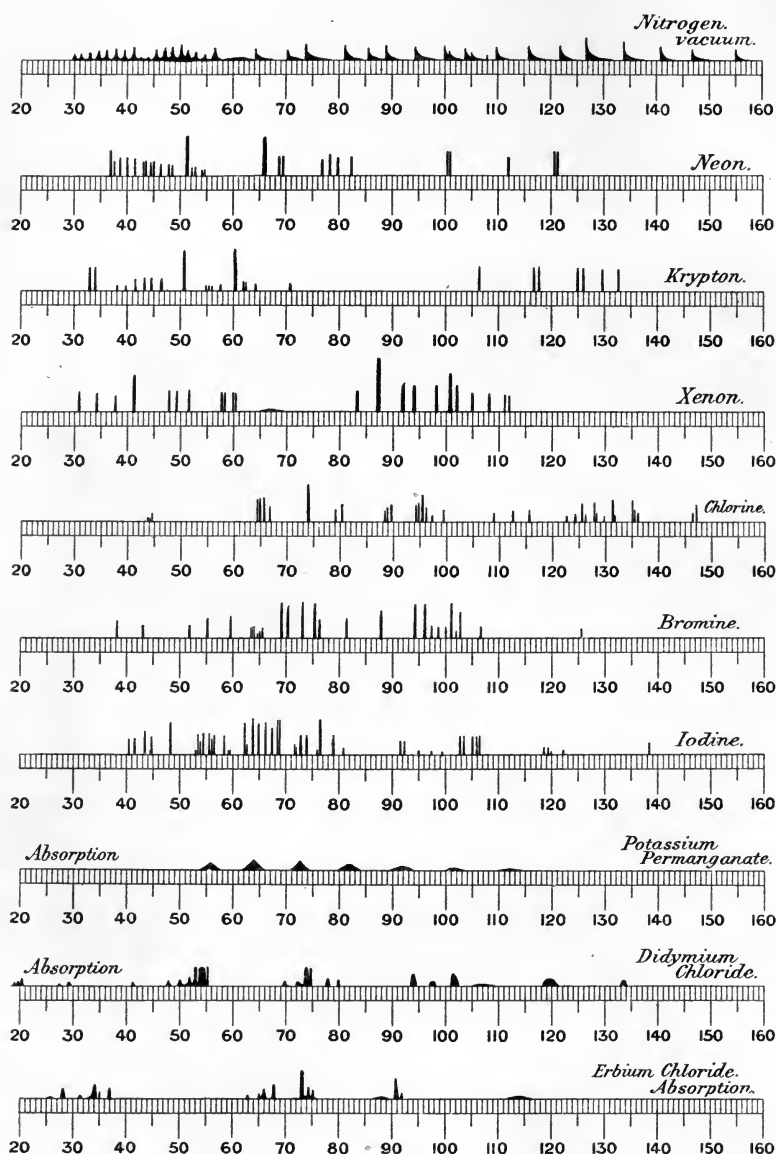 Nitrogen.
vacuum.
20 30 40 50 60 70 80 90 100 110 120 130 140 150 160
Neon.
20 30 40 50 60 70 80 90 100 110 120 130 140 150 160
Krypton.
20 30 40 50 60 70 80 90 100 110 120 130 140 150 160
Xenon.
20 30 40 50 60 70 80 90 100 110 120 130 140 150 160
Chlorine.
20 30 40 50 60 70 80 90 100 110 120 130 140 150 160
Bromine.
20 30 40 50 60 70 80 90 100 110 120 130 140 150 160
Iodine.
20 30 40 50 60 70 80 90 100 110 120 130 140 150 160
Absorption Potassium
Permanganate.
20 30 40 50 60 70 80 90 100 110 120 130 140 150 160
Absorption Didymium
Chloride.
20 30 40 50 60 70 80 90 100 110 120 130 140 150 160
Erbium Chloride.
Absorption.
20 30 40 50 60 70 80 90 100 110 120 130 140 150 160